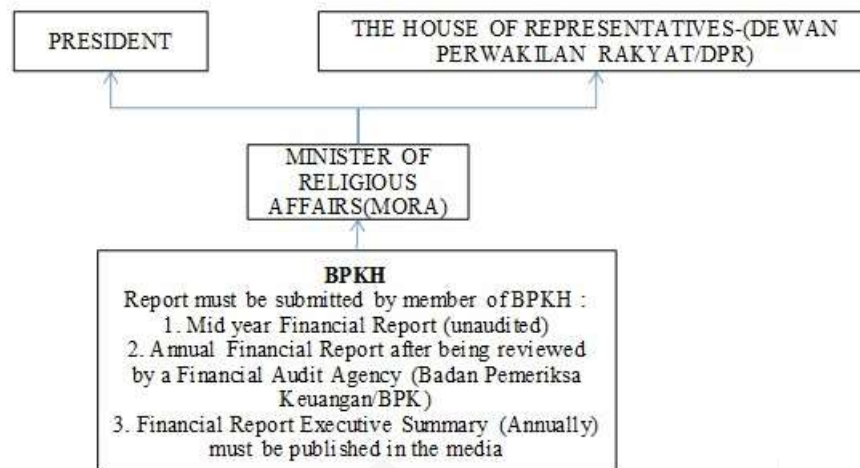 PRESIDENT
THE HOUSE OF REPRESENTATIVES-(DEWAN
PERWAKILAN RAKYAT/DPR)
MINISTER OF
RELIGIOUS
AFFAIRS(MORA)
BPKH
Report must be submitted by member of BPKH :
1. Mid year Financial Report (unaudited)
2. Annual Financial Report after being reviewed
by a Financial Audit Agency (Badan Pemeriksa
Keuangan/BPK)
3. Financial Report Executive Summary (Annually)
must be published in the media